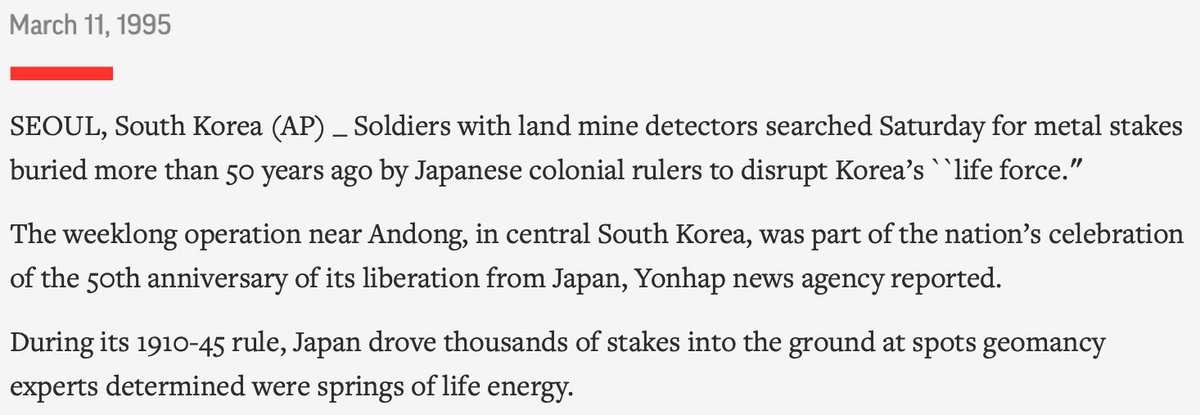 March 11, 1995
SEOUL, South Korea (AP) _ Soldiers with land mine detectors searched Saturday for metal stakes
buried more than 50 years ago by Japanese colonial rulers to disrupt Korea’s ``life force.″
The weeklong operation near Andong, in central South Korea, was part of the nation’s celebration
of the 50th anniversary of its liberation from Japan, Yonhap news agency reported.
During its 1910-45 rule, Japan drove thousands of stakes into the ground at spots geomancy
experts determined were springs of life energy.